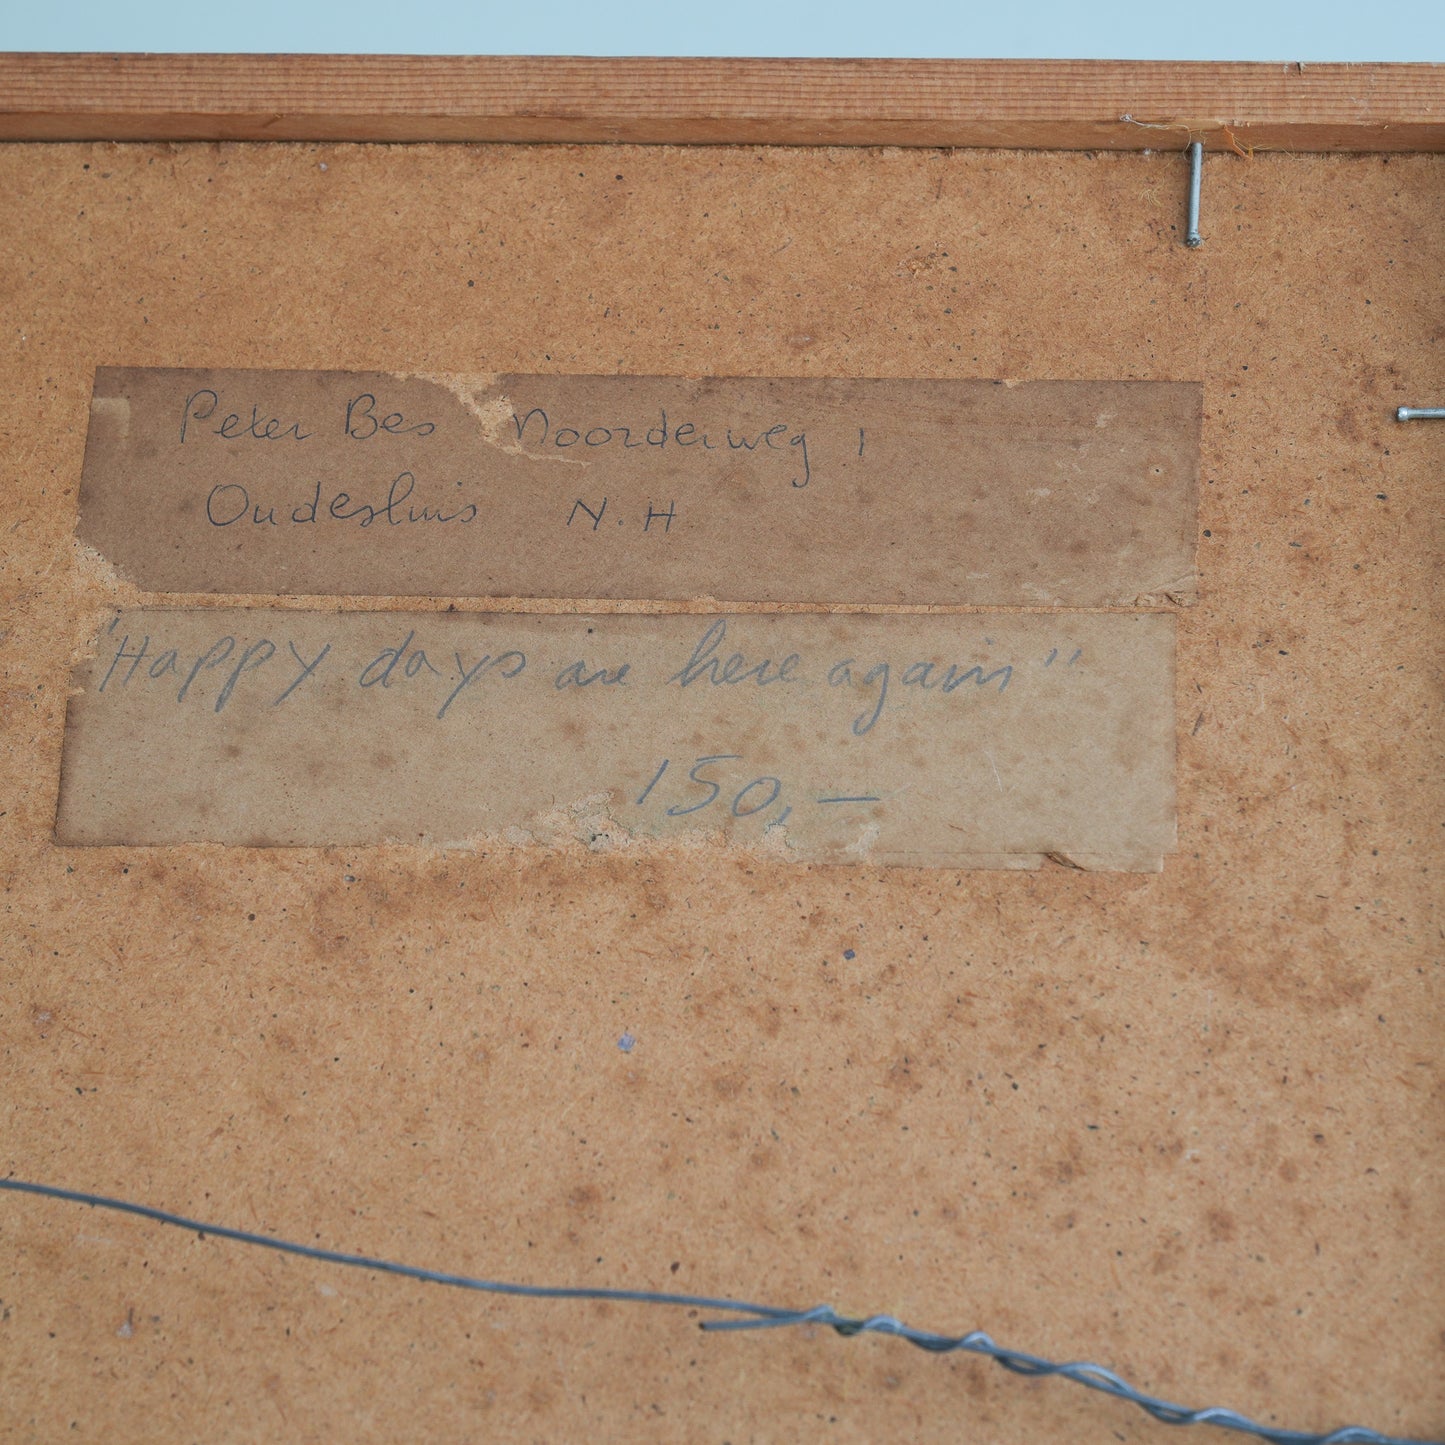 Peter Bes Noorderweg 1
Oudesluis N.H
"Happy days are here again"
150,—